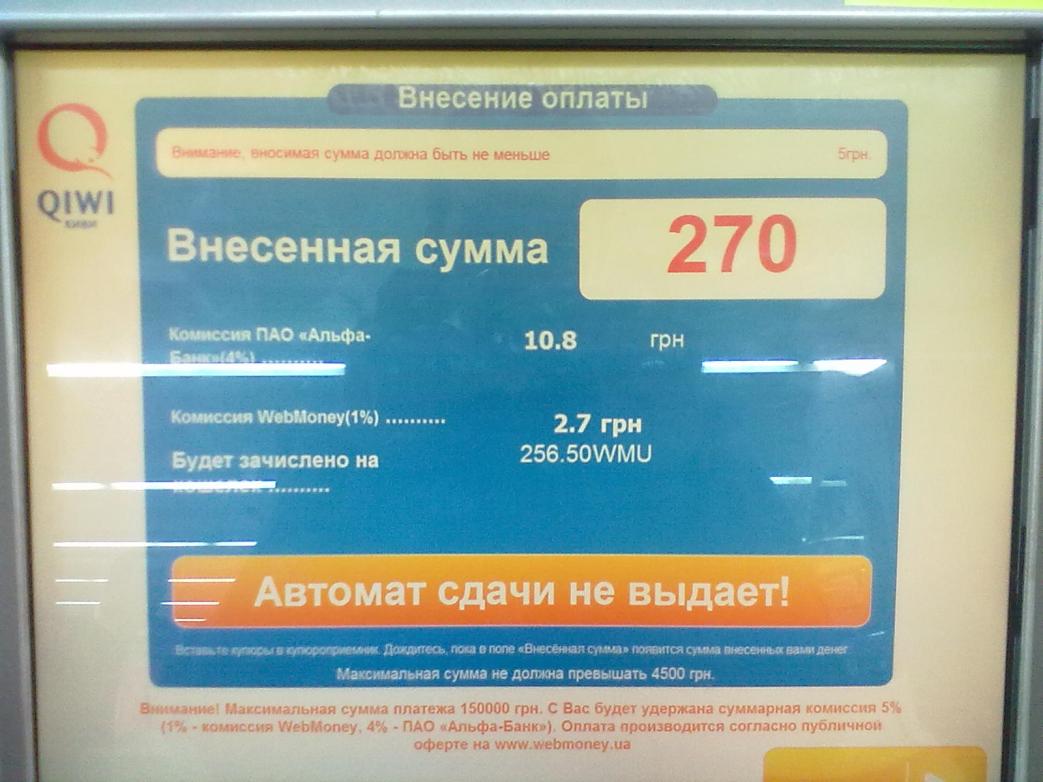 Внесение оплаты
Внимание, вносимая сумма должна быть не меньше 5грн.
QIWI
киви
Внесенная сумма 270
Комиссия ПАО «Альфа- 10.8 грн
Банк»(4%) ..........
Комиссия WebMoney(1%) .......... 2.7 грн
Будет зачислено на 256.50WMU
кошелек ..........
Автомат сдачи не выдает!
Вставьте купюры в купюроприемник. Дождитесь, пока в поле «Внесённая сумма» появится сумма внесенных вами денег
Максимальная сумма не должна превышать 4500 грн.
Внимание! Максимальная сумма платежа 150000 грн. С Вас будет удержана суммарная комиссия 5%
(1% - комиссия WebMoney, 4% - ПАО «Альфа-Банк»). Оплата производится согласно публичной
оферте на www.webmoney.ua